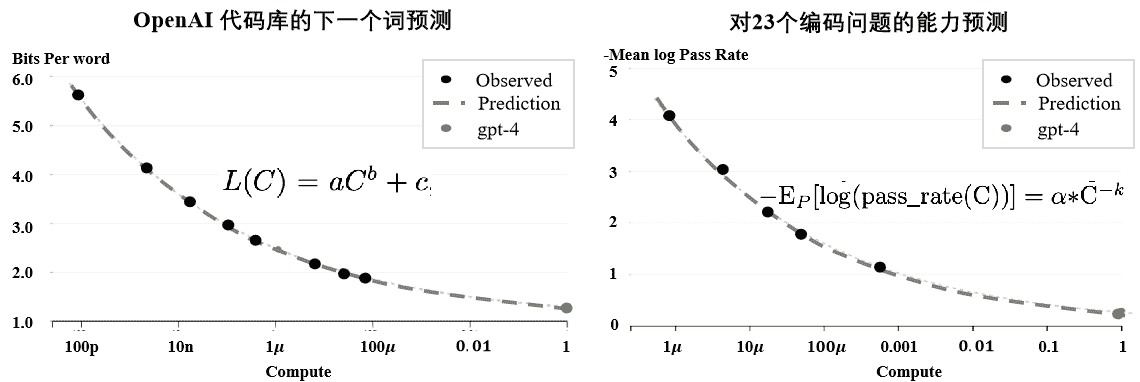 OpenAI 代码库的下一个词预测
Bits Per word
6.0
5.0
4.0
3.0
2.0
1.0
Observed
Prediction
gpt-4
L(C) = aC^b + c,
100p
10n
1μ
100μ
0.01
1
Compute
对23个编码问题的能力预测
-Mean log Pass Rate
5
4
3
2
1
0
Observed
Prediction
gpt-4
−E_P[log(pass_rate(C))] = α*C^−k
1μ
10μ
100μ
0.001
0.01
0.1
1
Compute